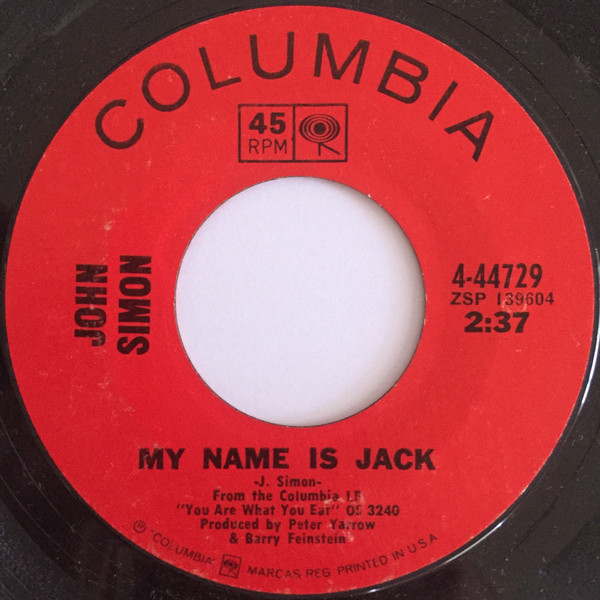 COLUMBIA
45
RPM
JOHN
SIMON
4-44729
ZSP 139604
2:37
MY NAME IS JACK
-J. Simon-
From the Columbia LP
"You Are What You Eat" OS 3240
Produced by Peter Yarrow
& Barry Feinstein
℗ "COLUMBIA" MARCAS REG. PRINTED IN U.S.A